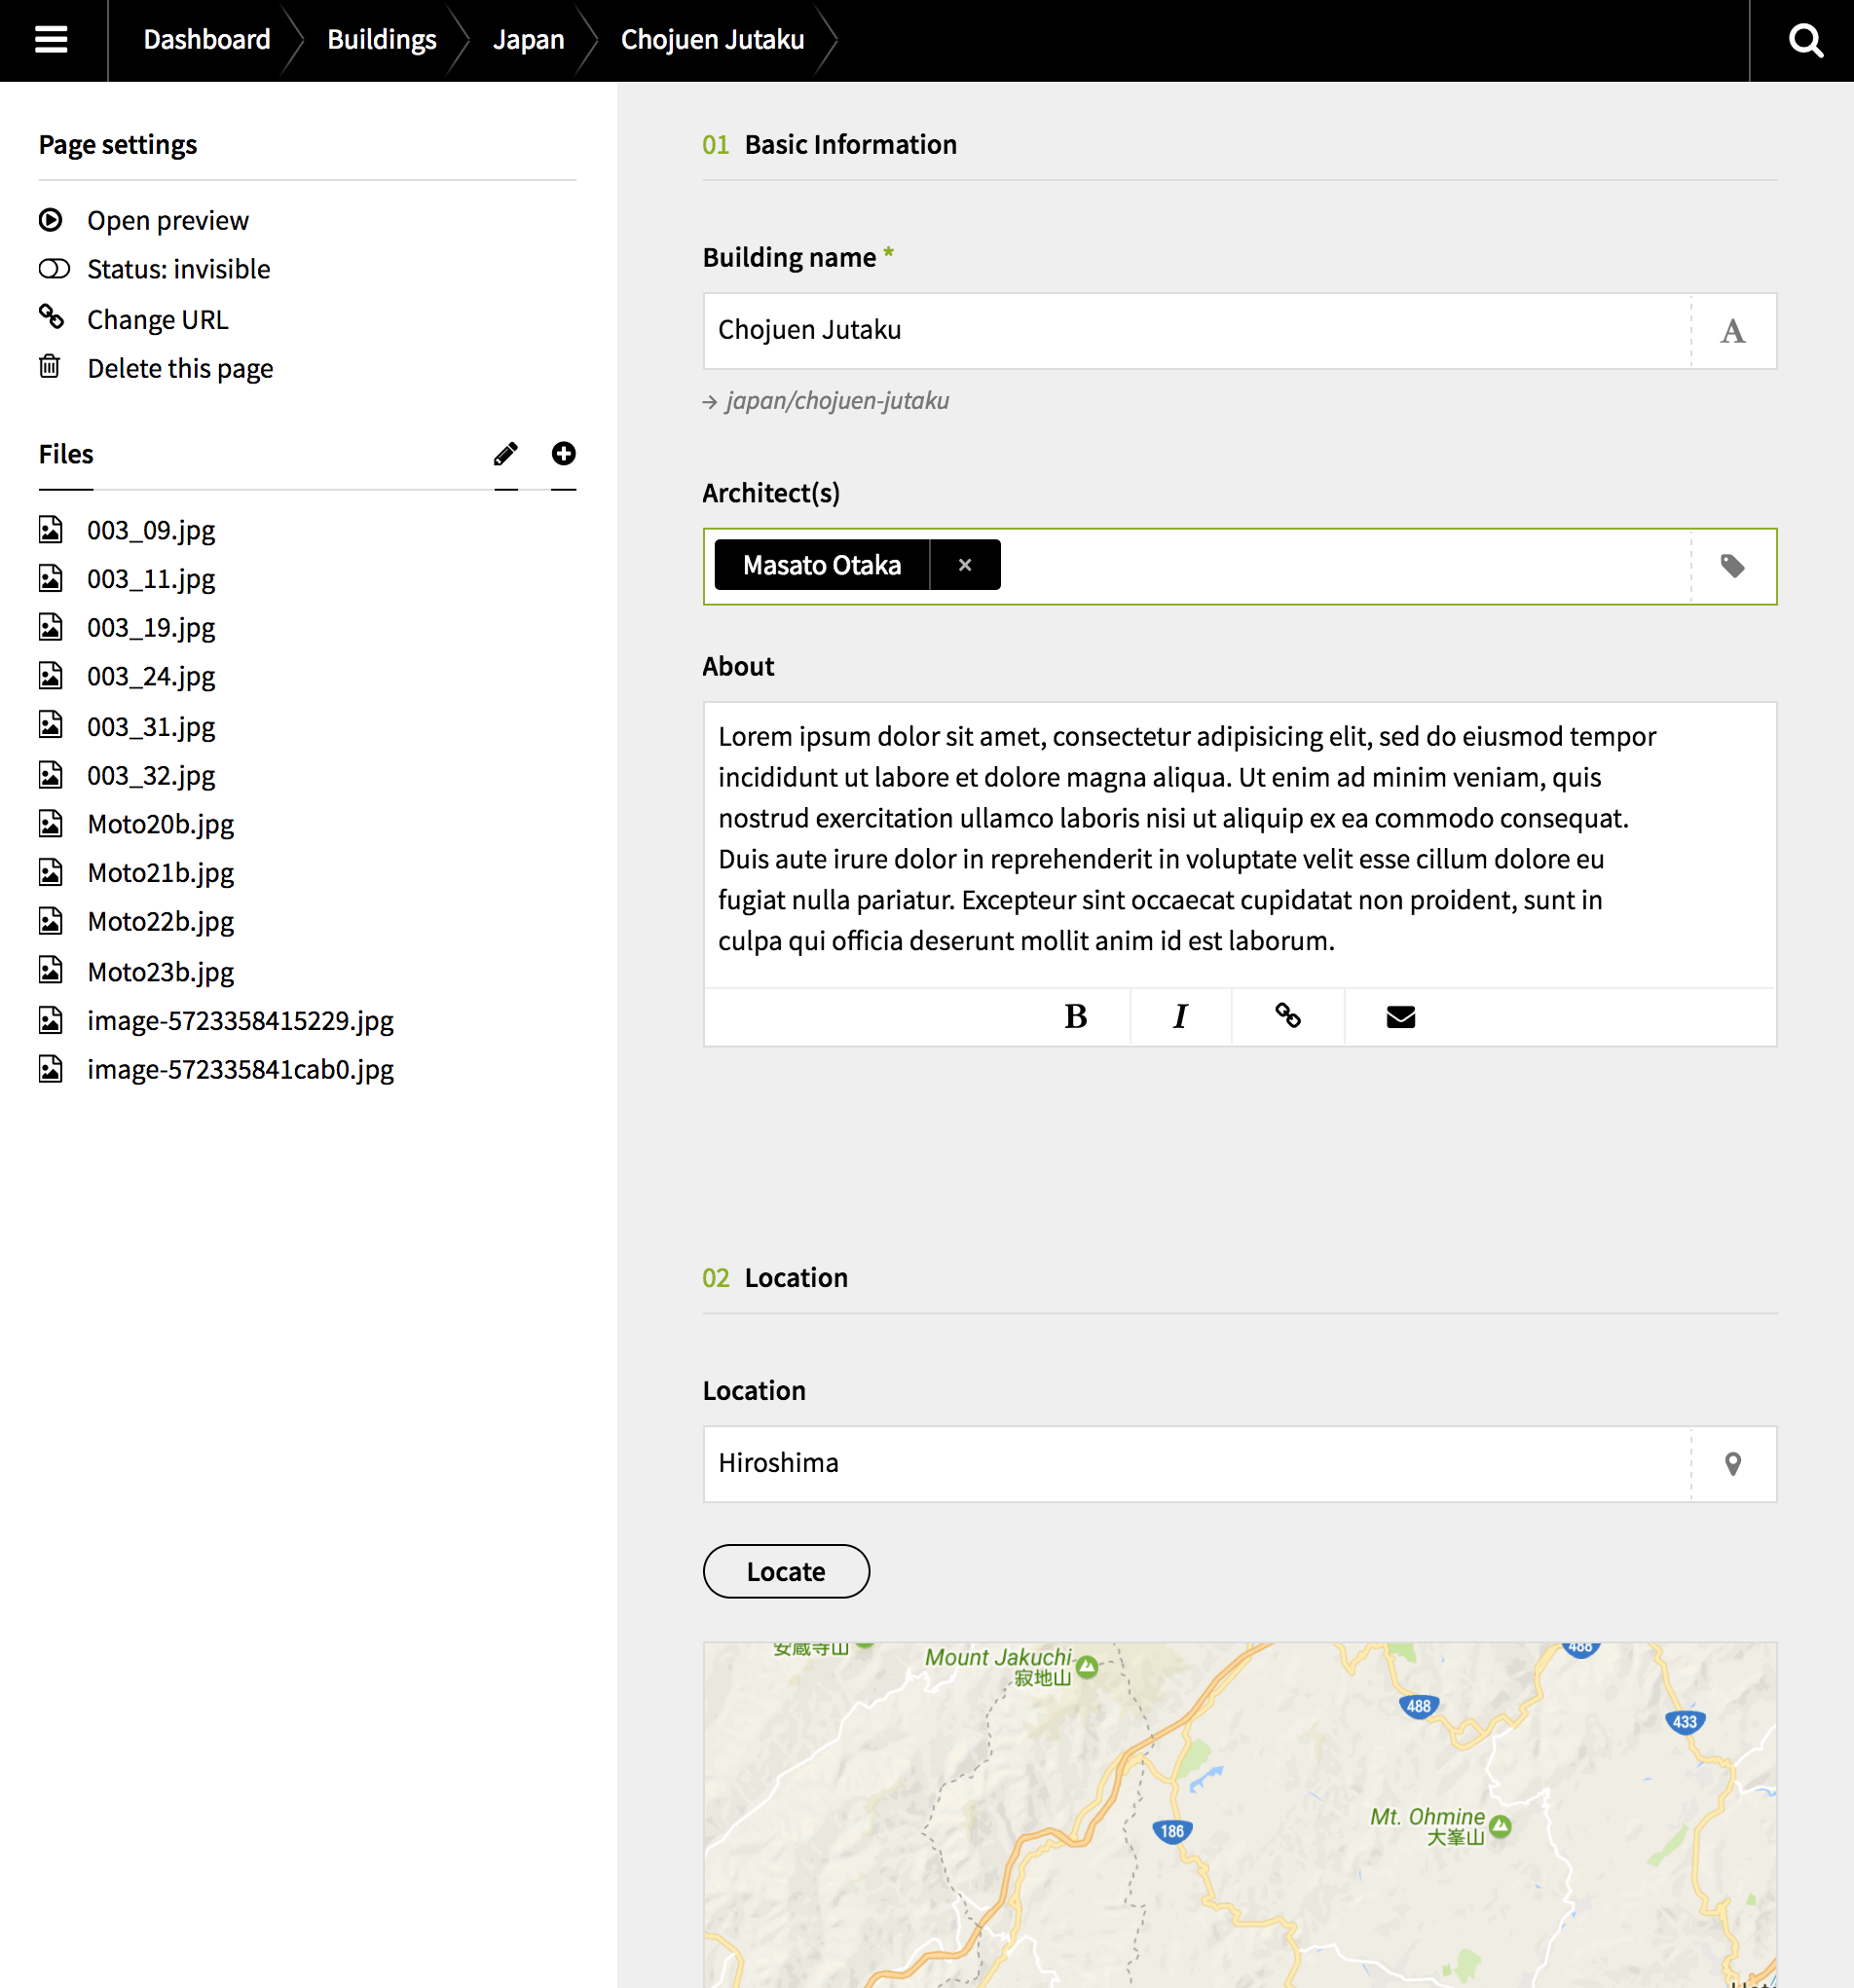 Dashboard
Buildings
Japan
Chojuen Jutaku
Page settings
Open preview
Status: invisible
Change URL
Delete this page
Files
003_09.jpg
003_11.jpg
003_19.jpg
003_24.jpg
003_31.jpg
003_32.jpg
Moto20b.jpg
Moto21b.jpg
Moto22b.jpg
Moto23b.jpg
image-5723358415229.jpg
image-572335841cab0.jpg
01 Basic Information
Building name *
Chojuen Jutaku
A
→ japan/chojuen-jutaku
Architect(s)
Masato Otaka ×
About
Lorem ipsum dolor sit amet, consectetur adipisicing elit, sed do eiusmod tempor
incididunt ut labore et dolore magna aliqua. Ut enim ad minim veniam, quis
nostrud exercitation ullamco laboris nisi ut aliquip ex ea commodo consequat.
Duis aute irure dolor in reprehenderit in voluptate velit esse cillum dolore eu
fugiat nulla pariatur. Excepteur sint occaecat cupidatat non proident, sunt in
culpa qui officia deserunt mollit anim id est laborum.
B I
02 Location
Location
Hiroshima
Locate
安蔵寺山
Mount Jakuchi
寂地山
488
488
433
186
Mt. Ohmine
大峯山